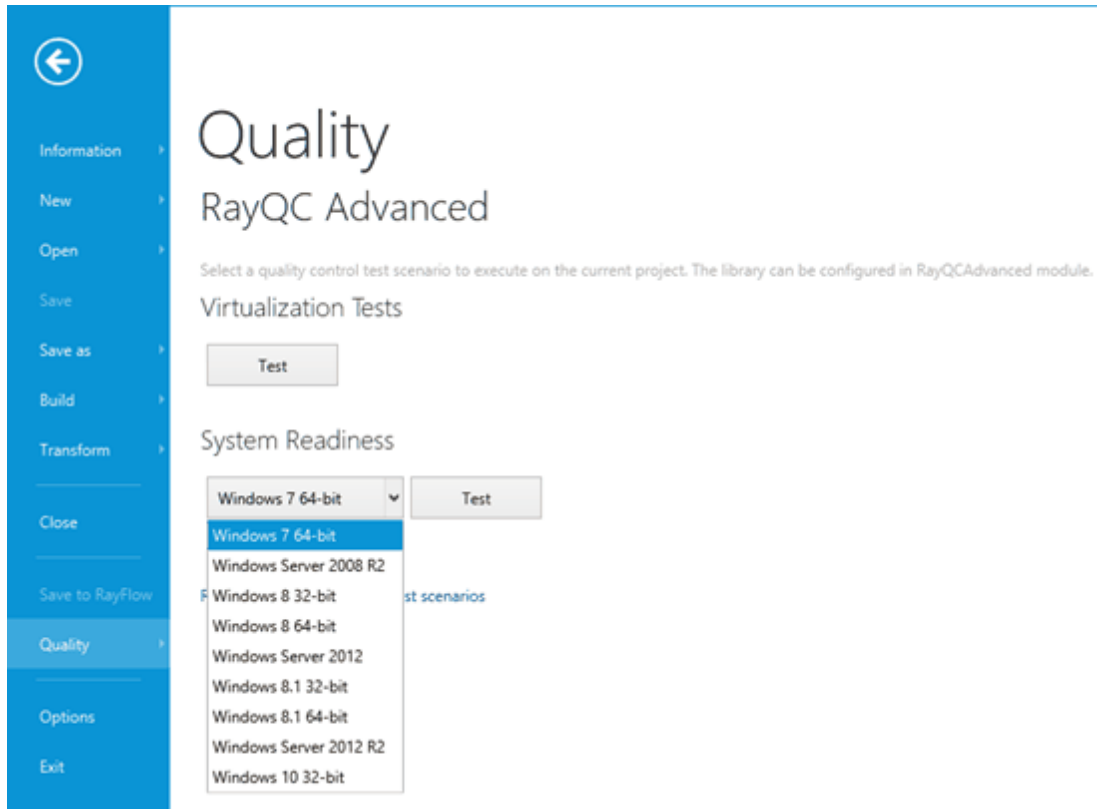 Information
New
Open
Save
Save as
Build
Transform
Close
Save to RayFlow
Quality
Options
Exit
Quality
RayQC Advanced
Select a quality control test scenario to execute on the current project. The library can be configured in RayQCAdvanced module.
Virtualization Tests
Test
System Readiness
Windows 7 64-bit
Test
Windows 7 64-bit
Windows Server 2008 R2
Windows 8 32-bit
st scenarios
Windows 8 64-bit
Windows Server 2012
Windows 8.1 32-bit
Windows 8.1 64-bit
Windows Server 2012 R2
Windows 10 32-bit